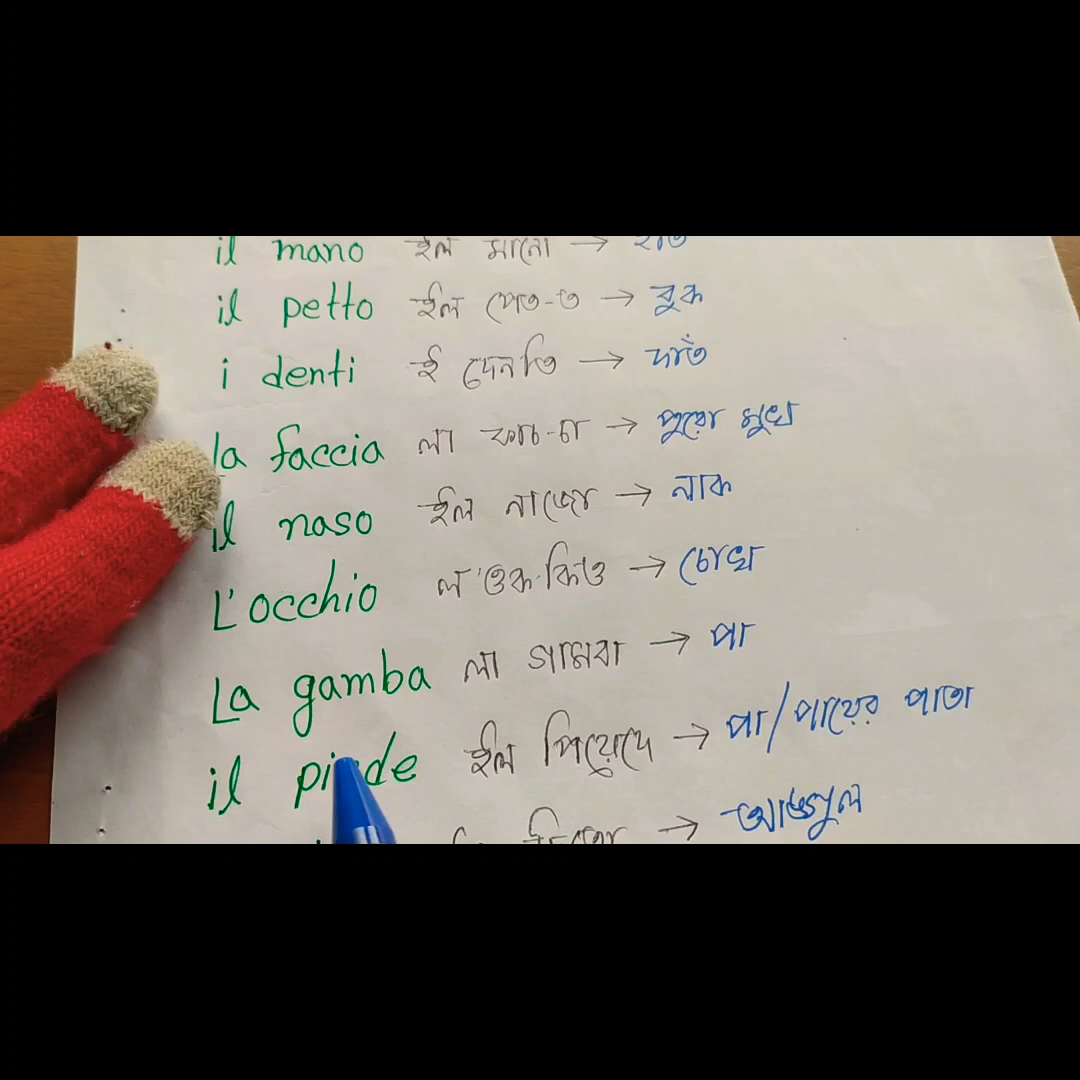 il mano ইল মানো → হাত
il petto ইল পেত-ত → বুক
i denti ই দেনতি → দাঁত
la faccia লা ফাচ-চা → পুরো মুখ
il naso ইল নাজো → নাক
L'occhio ল'ওক-কিও → চোখ
La gamba লা গামবা → পা
il ইল পিয়েদে → পা/পায়ের পাতা
→ আঙ্গুল